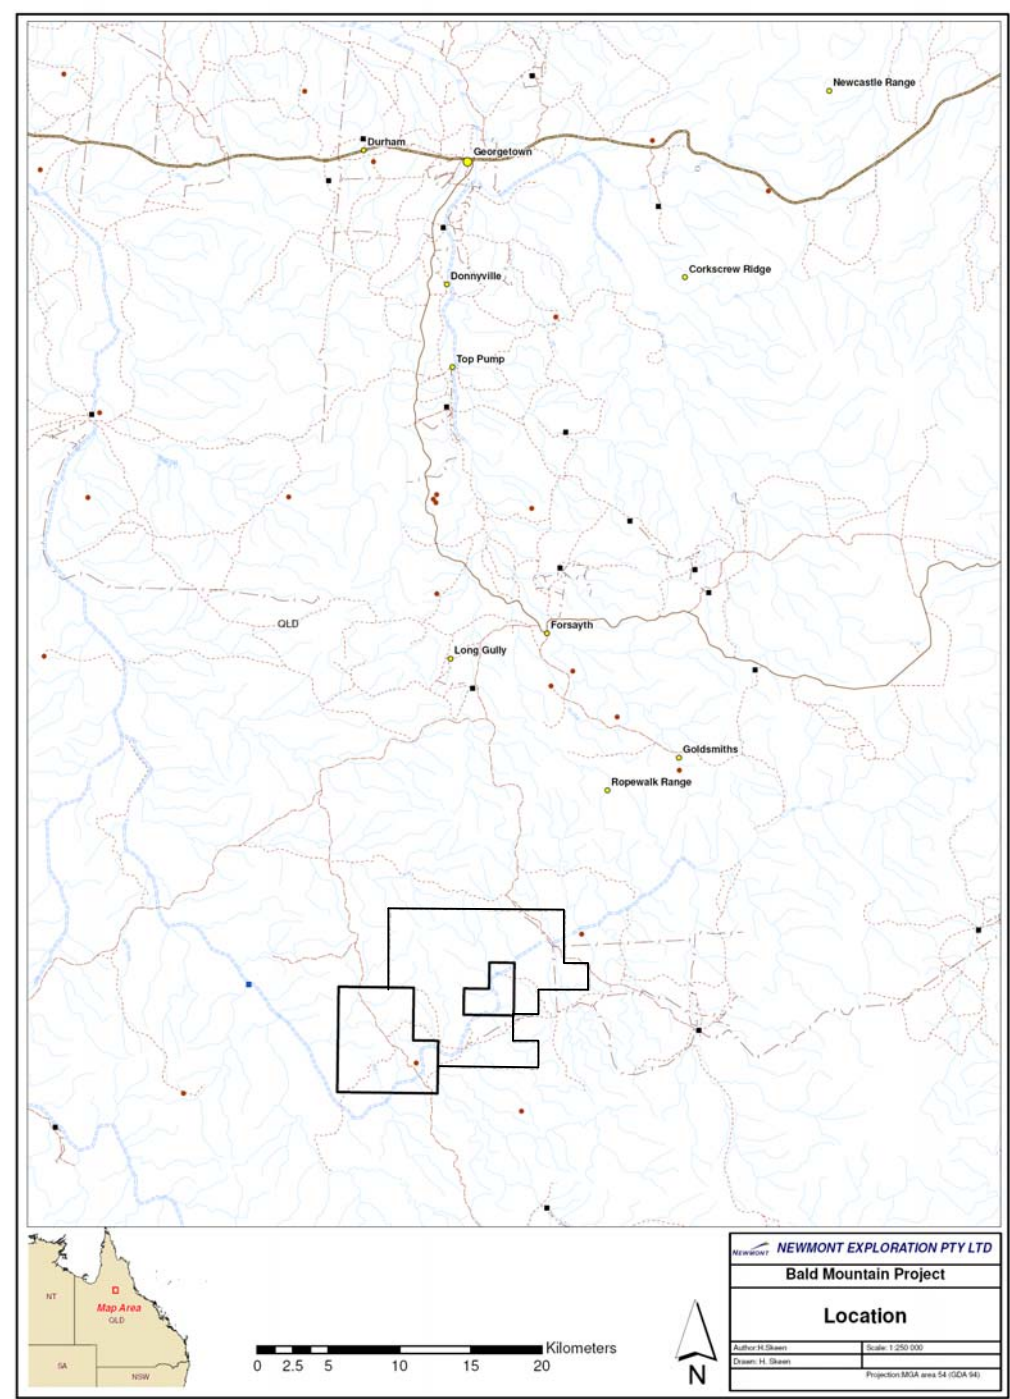 Newcastle Range
Durham
Georgetown
Corkscrew Ridge
Donnyville
Top Pump
QLD
Forsayth
Long Gully
Goldsmiths
Ropewalk Range
NT
Map Area
QLD
SA
NSW
0 2.5 5 10 15 20
Kilometers
N
NEWMONT NEWMONT EXPLORATION PTY LTD
Bald Mountain Project
Location
Author:H.Skeen Scale: 1:250 000
Drawn: H. Skeen
Projection:MGA area 54 (GDA 94)